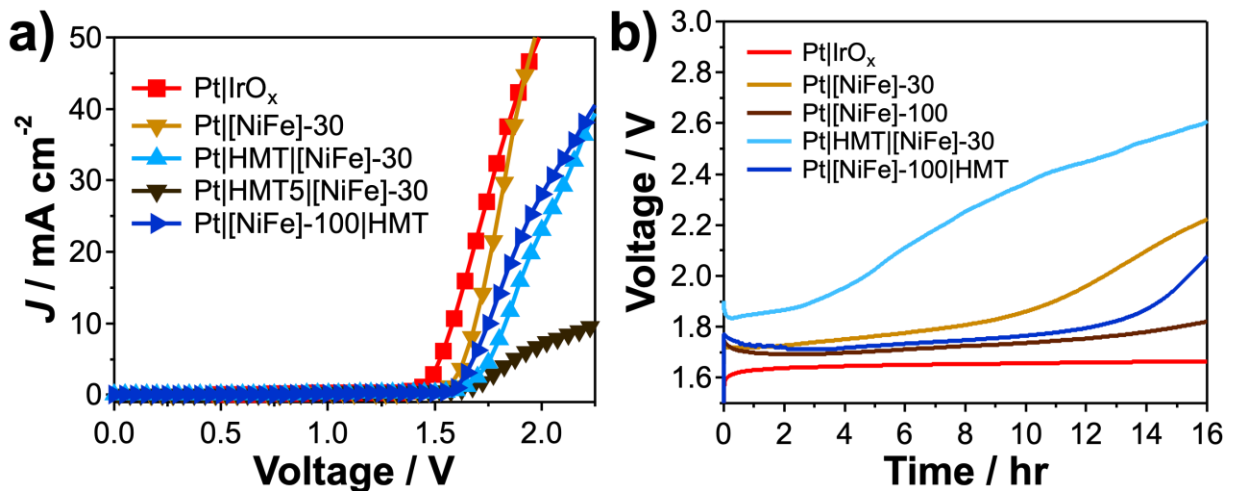 a)
J / mA cm⁻²
50
40
30
20
10
0
Pt|IrOₓ
Pt|[NiFe]-30
Pt|HMT|[NiFe]-30
Pt|HMT5|[NiFe]-30
Pt|[NiFe]-100|HMT
0.0 0.5 1.0 1.5 2.0
Voltage / V
b)
Voltage / V
3.0
2.8
2.6
2.4
2.2
2.0
1.8
1.6
Pt|IrOₓ
Pt|[NiFe]-30
Pt|[NiFe]-100
Pt|HMT|[NiFe]-30
Pt|[NiFe]-100|HMT
0 2 4 6 8 10 12 14 16
Time / hr